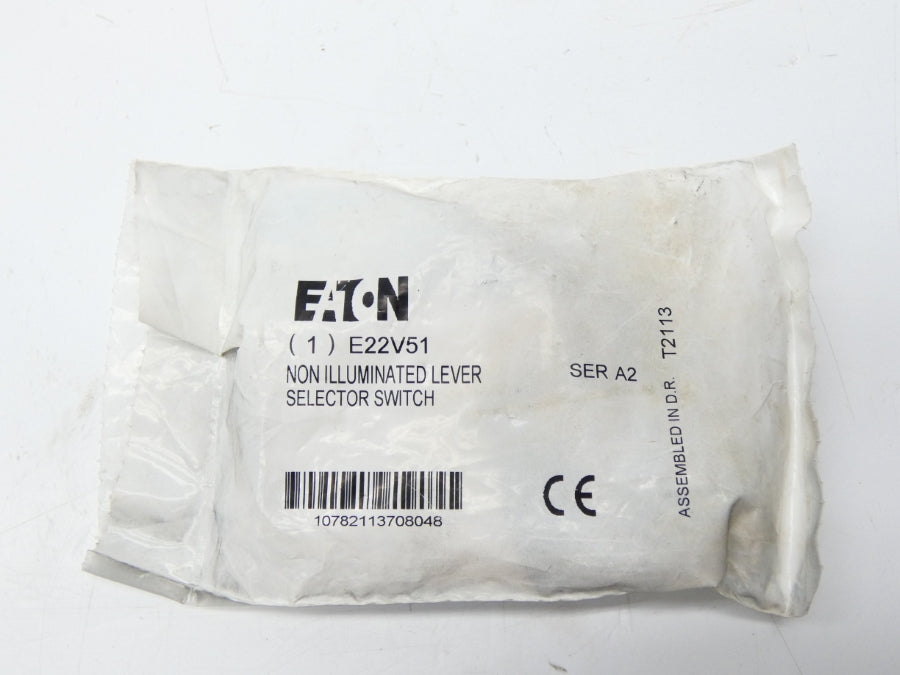 EATON
( 1 ) E22V51
NON ILLUMINATED LEVER
SELECTOR SWITCH
10782113708048
SER A2
CE
ASSEMBLED IN D.R. T2113